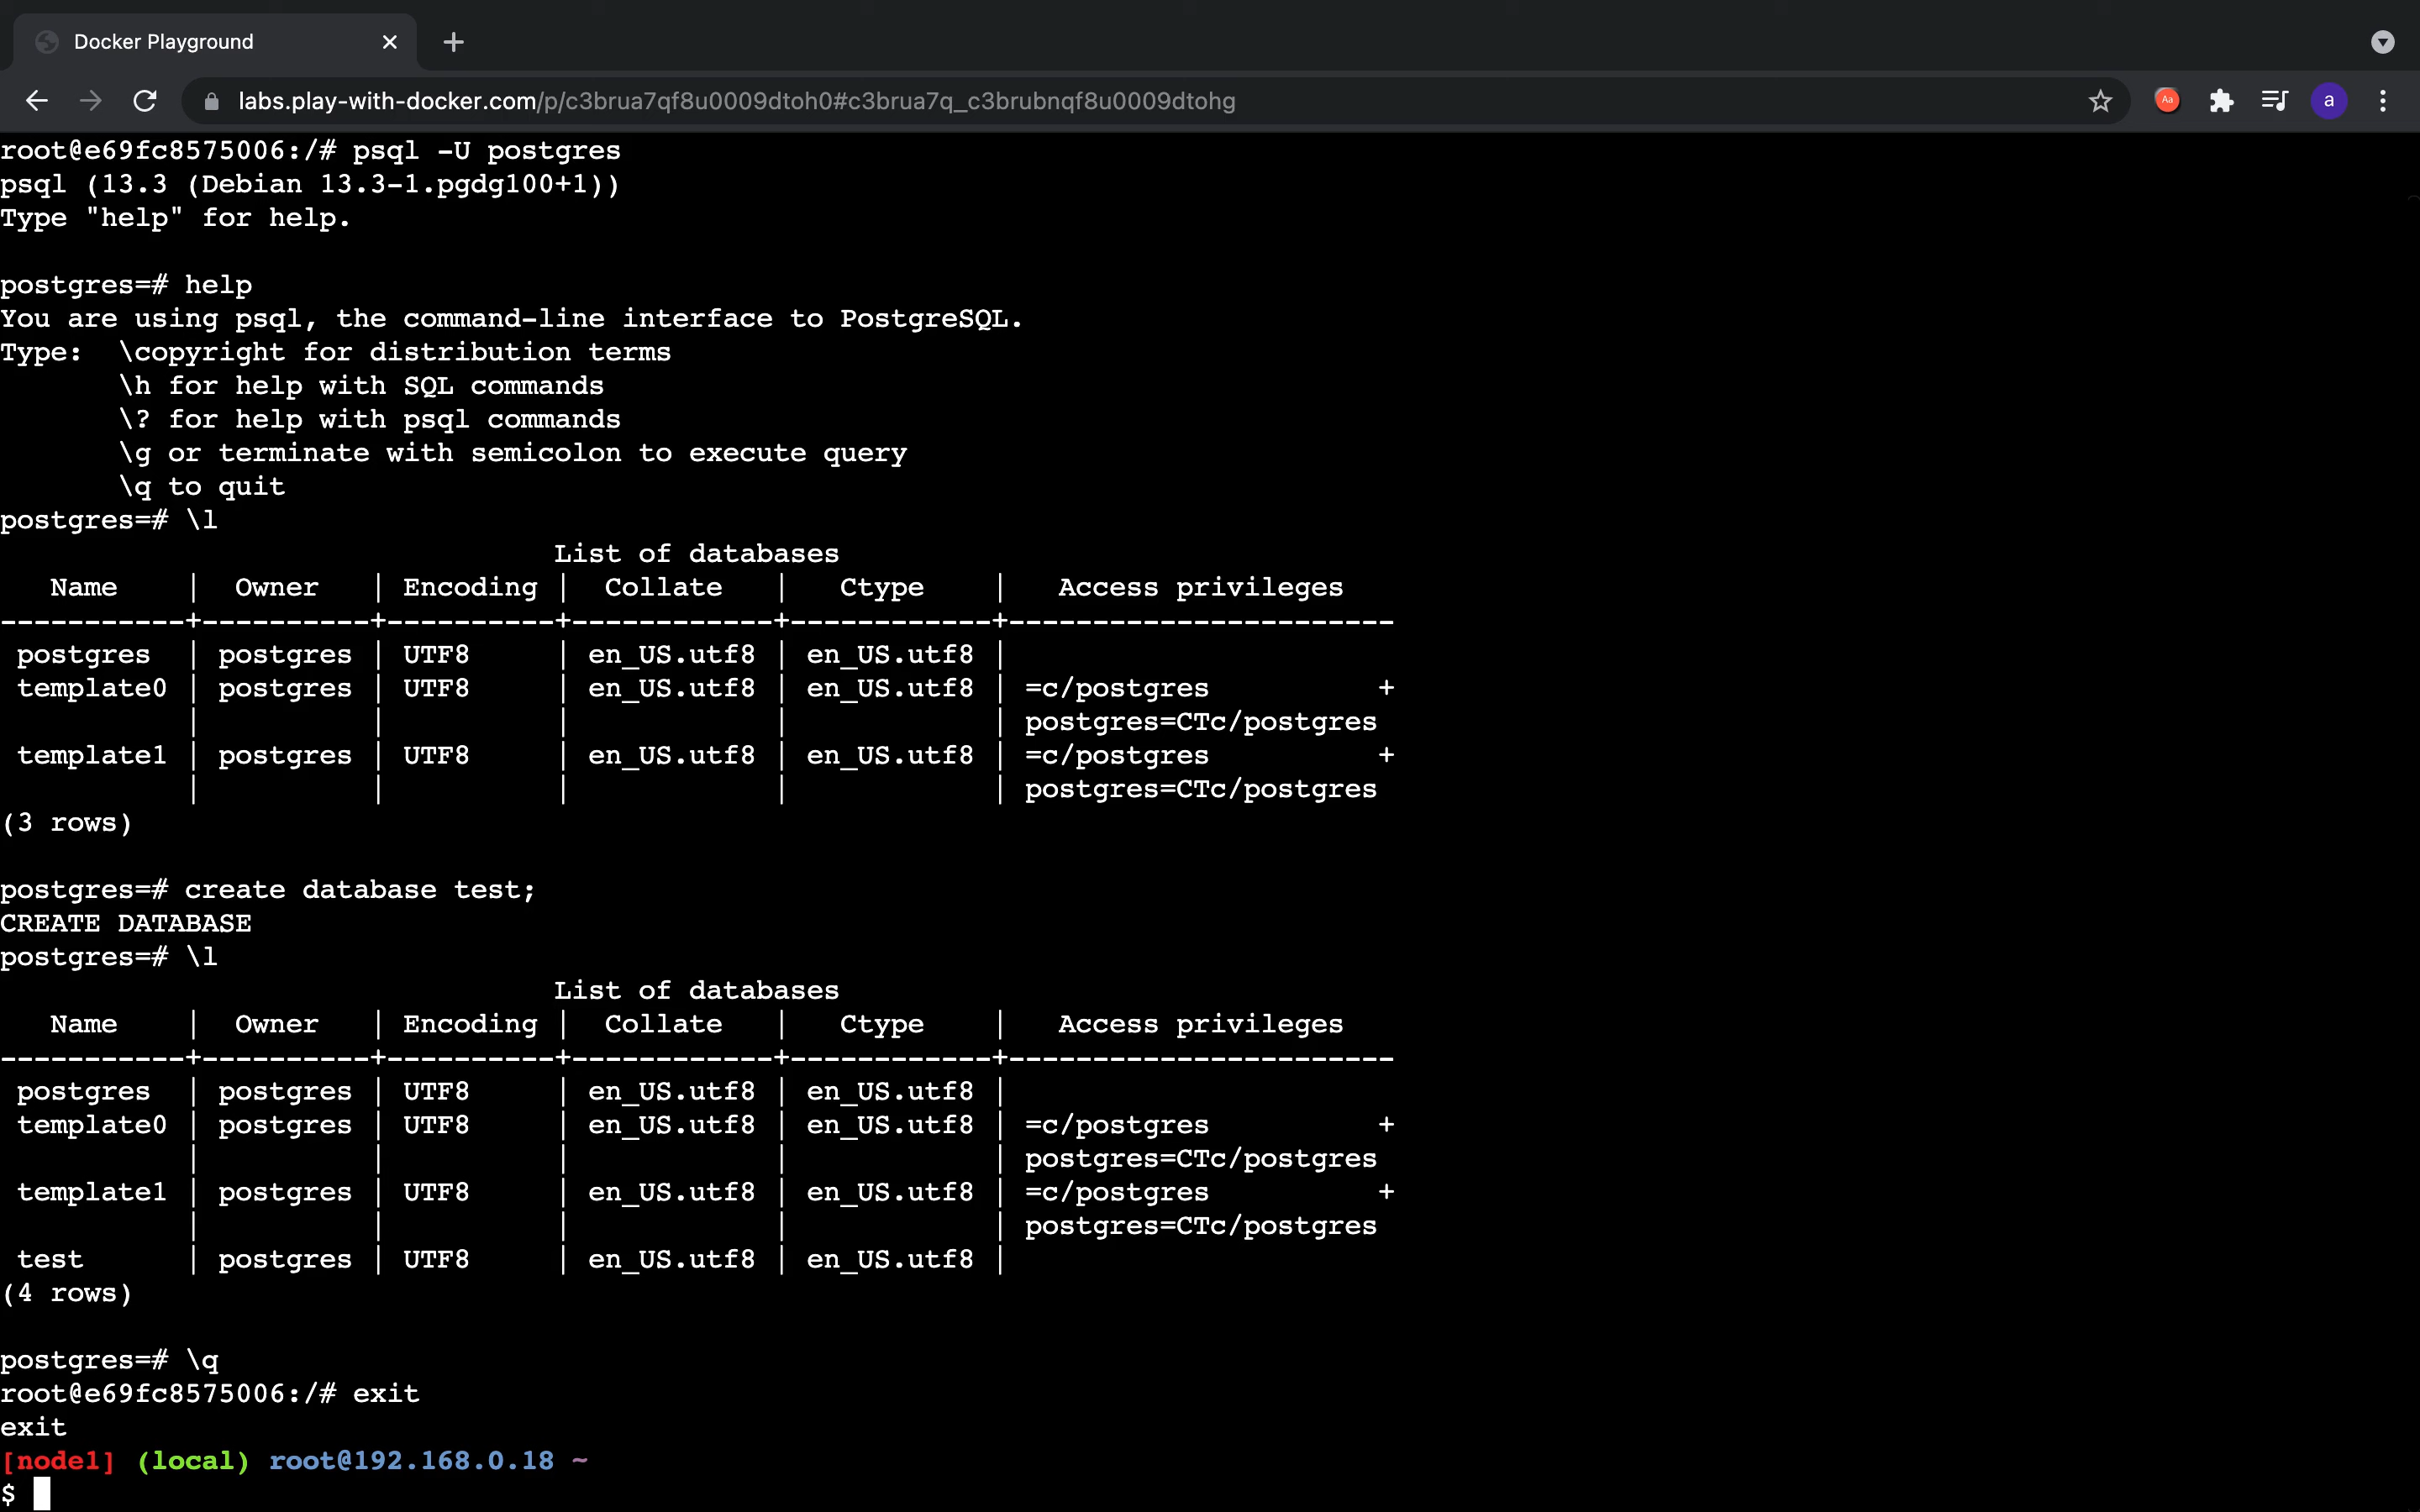 Docker Playground
labs.play-with-docker.com/p/c3brua7qf8u0009dtoh0#c3brua7q_c3brubnqf8u0009dtohg
Aa
a
root@e69fc8575006:/# psql -U postgres
psql (13.3 (Debian 13.3-1.pgdg100+1))
Type "help" for help.
postgres=# help
You are using psql, the command-line interface to PostgreSQL.
Type:  \copyright for distribution terms
       \h for help with SQL commands
       \? for help with psql commands
       \g or terminate with semicolon to execute query
       \q to quit
postgres=# \l
                                 List of databases
   Name    |  Owner   | Encoding |  Collate   |   Ctype    |   Access privileges
-----------+----------+----------+------------+------------+-----------------------
 postgres  | postgres | UTF8     | en_US.utf8 | en_US.utf8 |
 template0 | postgres | UTF8     | en_US.utf8 | en_US.utf8 | =c/postgres          +
           |          |          |            |            | postgres=CTc/postgres
 template1 | postgres | UTF8     | en_US.utf8 | en_US.utf8 | =c/postgres          +
           |          |          |            |            | postgres=CTc/postgres
(3 rows)
postgres=# create database test;
CREATE DATABASE
postgres=# \l
                                 List of databases
   Name    |  Owner   | Encoding |  Collate   |   Ctype    |   Access privileges
-----------+----------+----------+------------+------------+-----------------------
 postgres  | postgres | UTF8     | en_US.utf8 | en_US.utf8 |
 template0 | postgres | UTF8     | en_US.utf8 | en_US.utf8 | =c/postgres          +
           |          |          |            |            | postgres=CTc/postgres
 template1 | postgres | UTF8     | en_US.utf8 | en_US.utf8 | =c/postgres          +
           |          |          |            |            | postgres=CTc/postgres
 test      | postgres | UTF8     | en_US.utf8 | en_US.utf8 |
(4 rows)
postgres=# \q
root@e69fc8575006:/# exit
exit
[node1] (local) root@192.168.0.18 ~
$